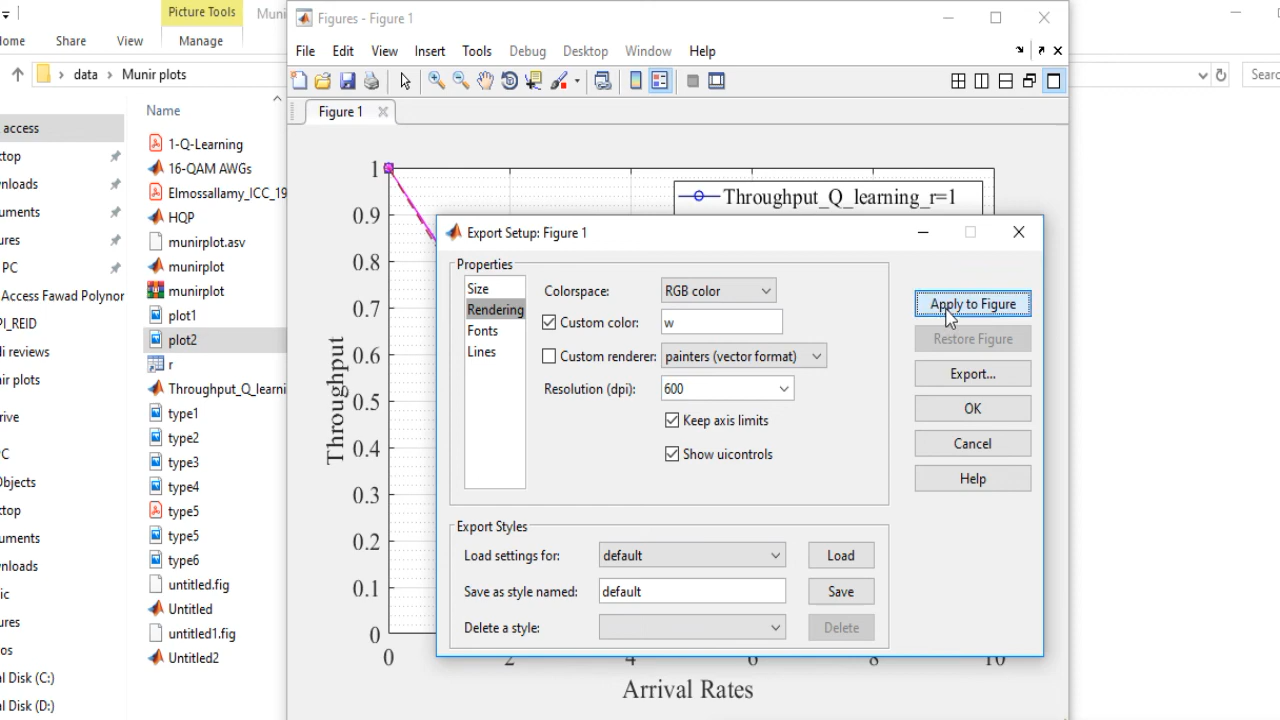 Picture Tools
Muni
Home
Share
View
Manage
data
Munir plots
Sear
Name
access
1-Q-Learning
16-QAM AWGs
Elmossallamy_ICC_19
HQP
munirplot.asv
munirplot
munirplot
plot1
plot2
r
Throughput_Q_learni
type1
type2
type3
type4
type5
type5
type6
untitled.fig
Untitled
untitled1.fig
Untitled2
top
nloads
uments
ures
PC
Access Fawad Polynor
PI_REID
li reviews
nir plots
rive
PC
Objects
ktop
uments
nloads
ic
ures
os
al Disk (C:)
al Disk (D:)
Figures - Figure 1
File
Edit
View
Insert
Tools
Debug
Desktop
Window
Help
Figure 1
1
0.9
0.8
0.7
0.6
0.5
0.4
0.3
0.2
0.1
0
Throughput
Throughput_Q_learning_r=1
0
2
4
6
8
10
Arrival Rates
Export Setup: Figure 1
Properties
Size
Rendering
Fonts
Lines
Colorspace:
RGB color
Custom color:
w
Custom renderer:
painters (vector format)
Resolution (dpi):
600
Keep axis limits
Show uicontrols
Apply to Figure
Restore Figure
Export...
OK
Cancel
Help
Export Styles
Load settings for:
default
Load
Save as style named:
default
Save
Delete a style:
Delete